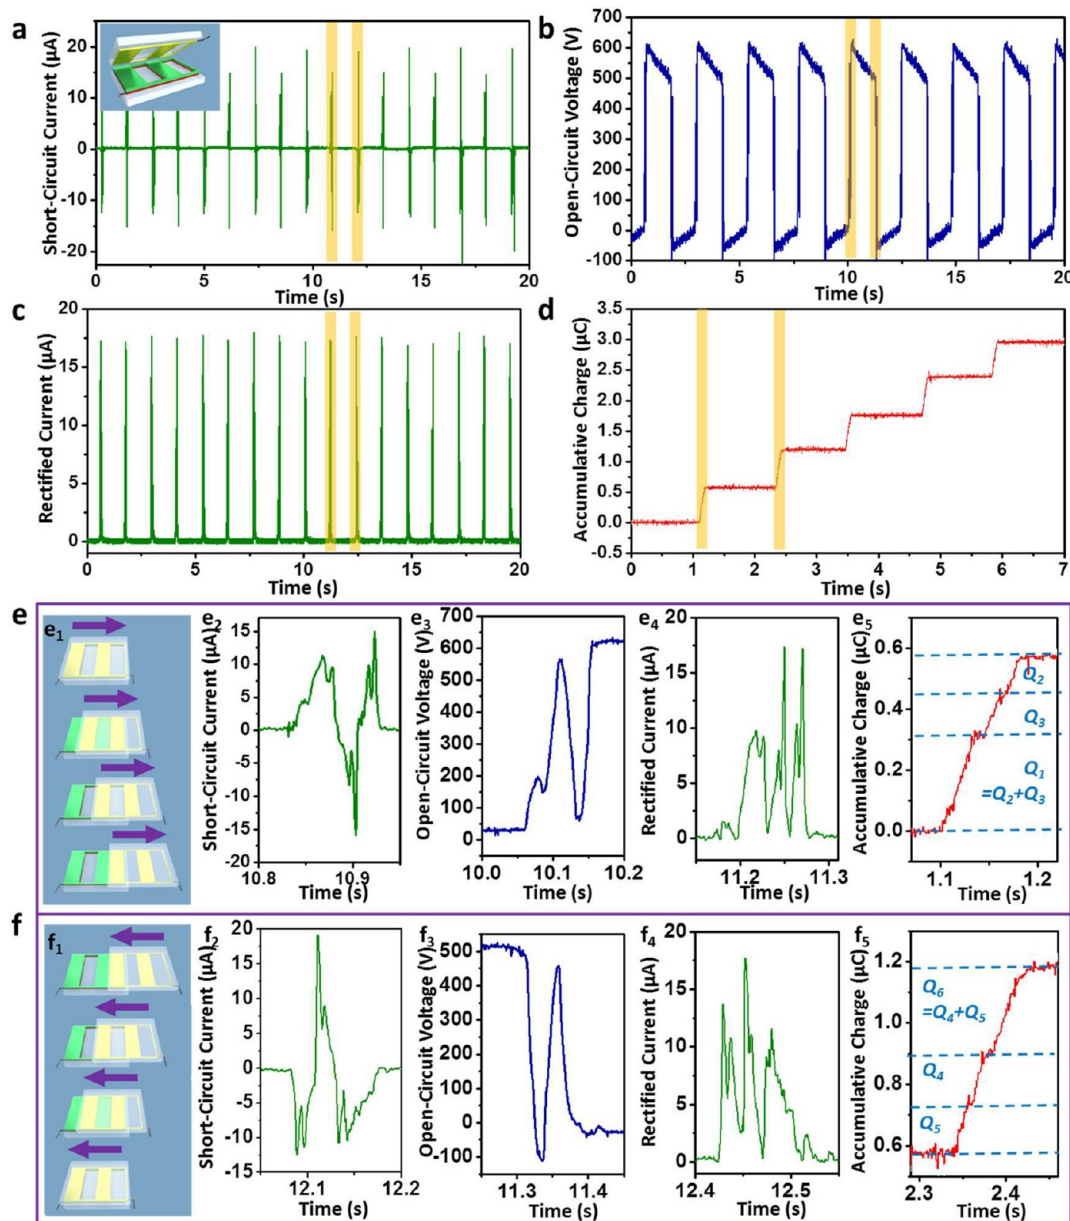 a
Short-Circuit Current (μA)
20
10
0
-10
-20
0 5 10 15 20
Time (s)
b
Open-Circuit Voltage (V)
700
600
500
400
300
200
100
0
-100
0 5 10 15 20
Time (s)
c
Rectified Current (μA)
20
15
10
5
0
0 5 10 15 20
Time (s)
d
Accumulative Charge (μC)
3.5
3.0
2.5
2.0
1.5
1.0
0.5
0.0
-0.5
0 1 2 3 4 5 6 7
Time (s)
e
e1
e2
Short-Circuit Current (μA)
15
10
5
0
-5
-10
-15
-20
10.8 10.9
Time (s)
e3
Open-Circuit Voltage (V)
700
600
500
400
300
200
100
0
10.0 10.1 10.2
Time (s)
e4
Rectified Current (μA)
20
15
10
5
0
11.2 11.3
Time (s)
e5
Accumulative Charge (μC)
0.6
0.4
0.2
0.0
Q2
Q3
Q1
=Q2+Q3
1.1 1.2
Time (s)
f
f1
f2
Short-Circuit Current (μA)
20
15
10
5
0
-5
-10
-15
12.1 12.2
Time (s)
f3
Open-Circuit Voltage (V)
500
400
300
200
100
0
-100
11.3 11.4
Time (s)
f4
Rectified Current (μA)
20
15
10
5
0
12.4 12.5
Time (s)
f5
Accumulative Charge (μC)
1.2
1.0
0.8
0.6
Q6
=Q4+Q5
Q4
Q5
2.3 2.4
Time (s)